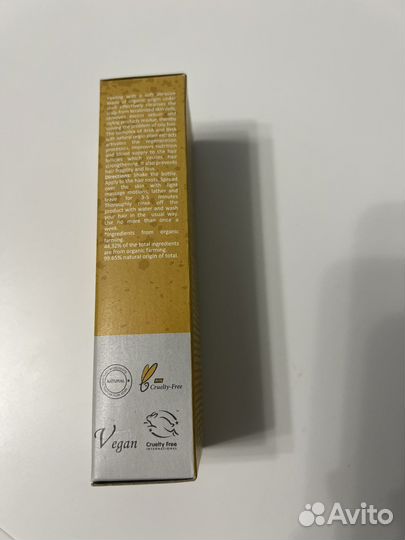 Peeling with a soft abrasive
made of organic origin under
shell effectively cleanses the
scalp from keratinised skin cells,
removes excess sebum and
styling products residue, thereby
solving the problem of oily hair.
The complex of AHA and BHA
with natural origin plant extracts
activates the regeneration
processes, improves nutrition
and blood supply to the hair
follicles which causes hair
strengthening. It also prevents
hair fragility and loss.
Directions: Shake the bottle.
Apply to the hair roots. Spread
over the skin with light
massage motions, lather and
leave for 3-5 minutes
Thoroughly rinse off the
product with water and wash
your hair in the usual way.
Use no more than once a
week.
*Ingredients from organic
farming.
44.32% of the total ingredients
are from organic farming.
99.65% natural origin of total.
NATURAL
Cruelty-Free
Vegan
Cruelty Free
INTERNATIONAL
Avito